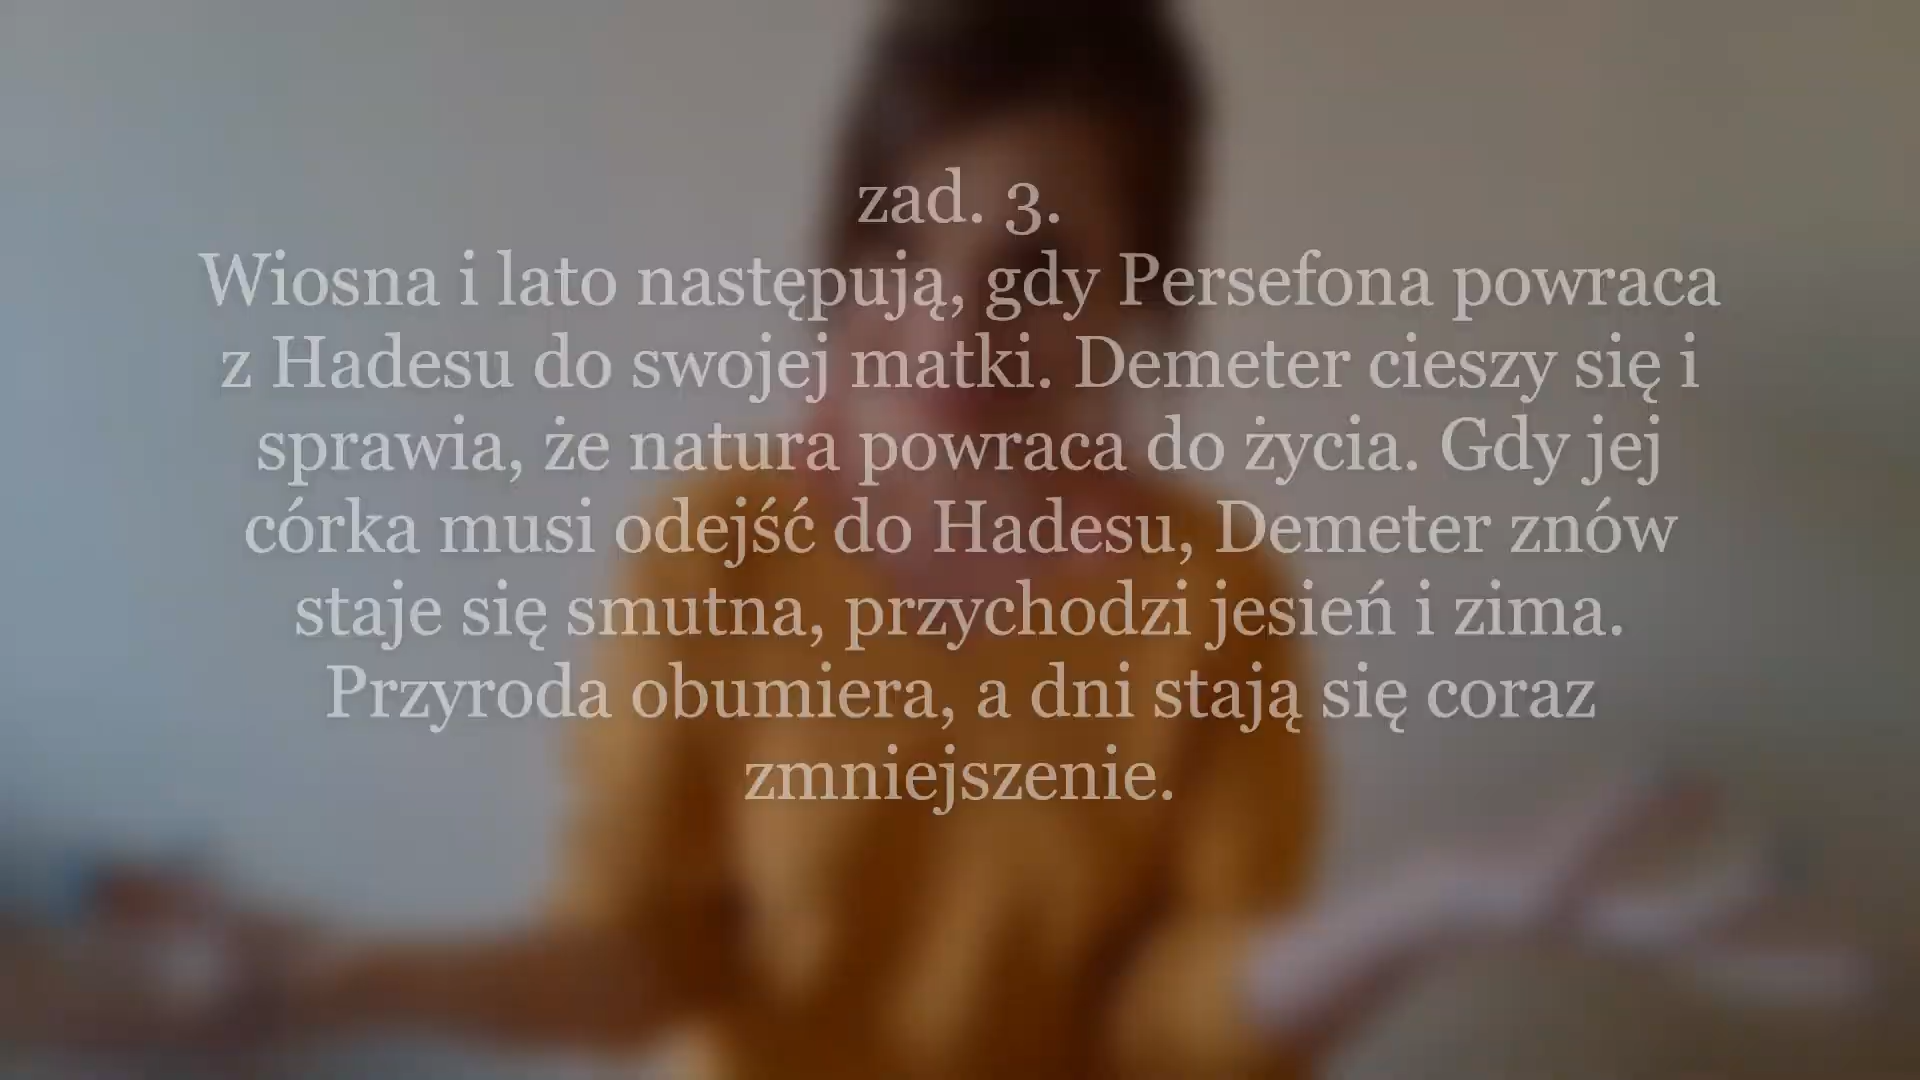 zad. 3.
Wiosna i lato następują, gdy Persefona powraca
z Hadesu do swojej matki. Demeter cieszy się i
sprawia, że natura powraca do życia. Gdy jej
córka musi odejść do Hadesu, Demeter znów
staje się smutna, przychodzi jesień i zima.
Przyroda obumiera, a dni stają się coraz
zmniejszenie.